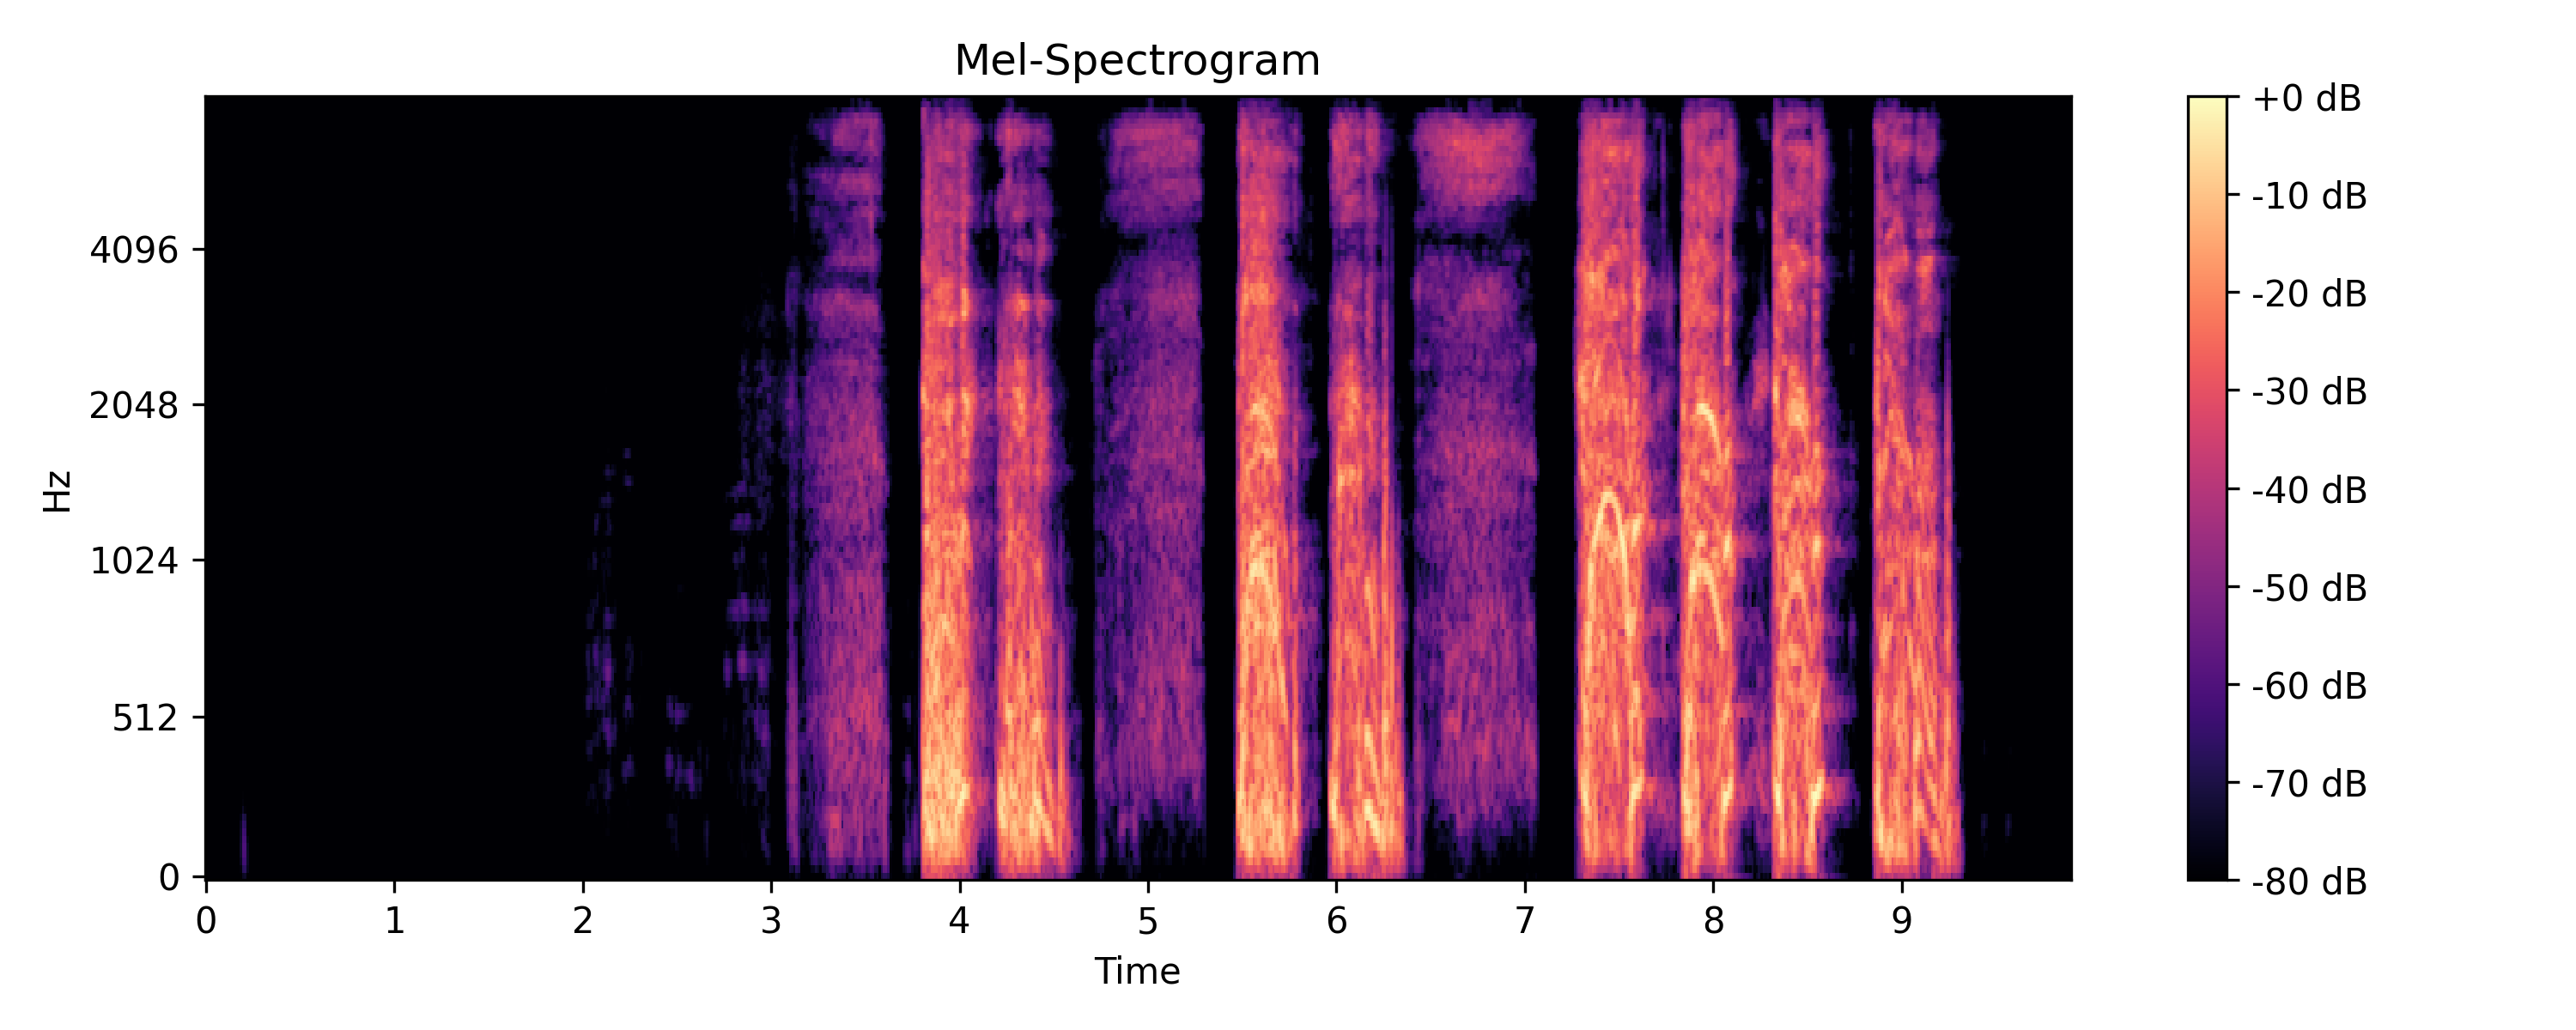 Mel-Spectrogram
+0 dB
-10 dB
-20 dB
-30 dB
-40 dB
-50 dB
-60 dB
-70 dB
-80 dB
Hz
4096
2048
1024
512
0
0 1 2 3 4 5 6 7 8 9
Time